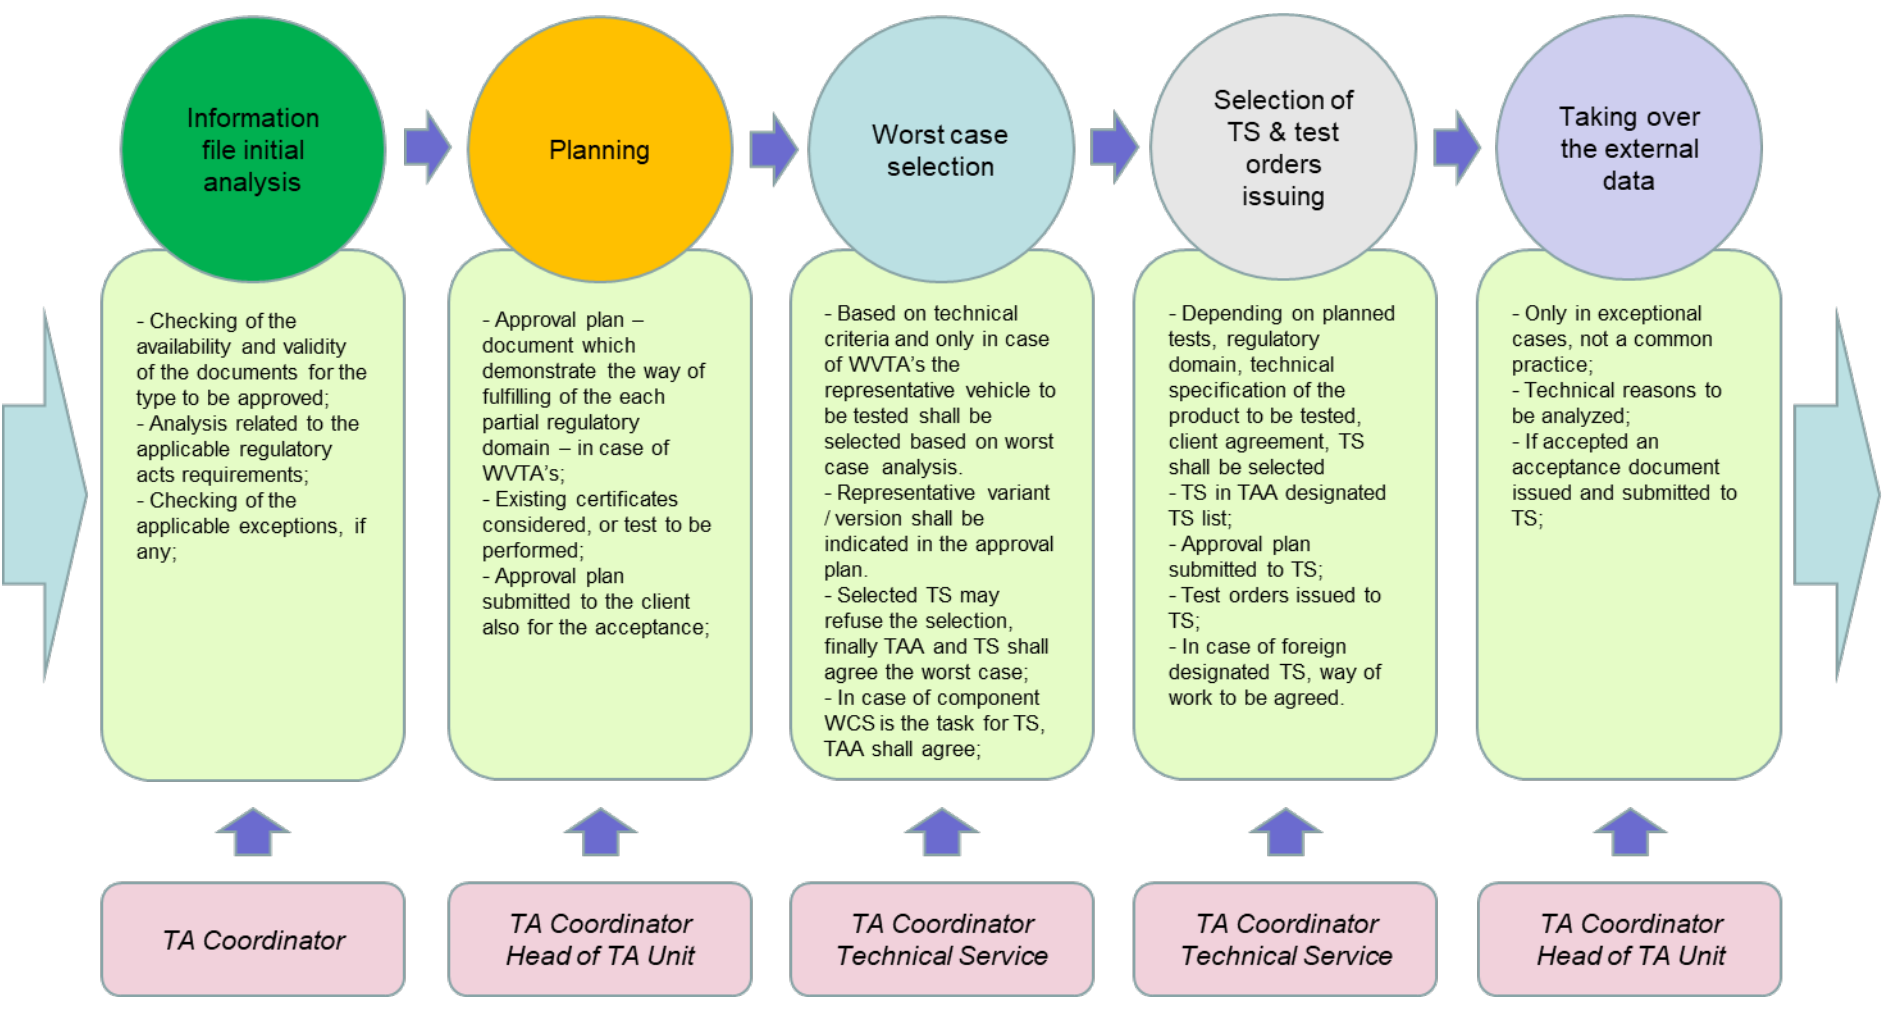 Information
file initial
analysis
Planning
Worst case
selection
Selection of
TS & test
orders
issuing
Taking over
the external
data
- Checking of the
availability and validity
of the documents for the
type to be approved;
- Analysis related to the
applicable regulatory
acts requirements;
- Checking of the
applicable exceptions, if
any;
- Approval plan –
document which
demonstrate the way of
fulfilling of the each
partial regulatory
domain – in case of
WVTA's;
- Existing certificates
considered, or test to be
performed;
- Approval plan
submitted to the client
also for the acceptance;
- Based on technical
criteria and only in case
of WVTA's the
representative vehicle to
be tested shall be
selected based on worst
case analysis.
- Representative variant
/ version shall be
indicated in the approval
plan.
- Selected TS may
refuse the selection,
finally TAA and TS shall
agree the worst case;
- In case of component
WCS is the task for TS,
TAA shall agree;
- Depending on planned
tests, regulatory
domain, technical
specification of the
product to be tested,
client agreement, TS
shall be selected
- TS in TAA designated
TS list;
- Approval plan
submitted to TS;
- Test orders issued to
TS;
- In case of foreign
designated TS, way of
work to be agreed.
- Only in exceptional
cases, not a common
practice;
- Technical reasons to
be analyzed;
- If accepted an
acceptance document
issued and submitted to
TS;
TA Coordinator
TA Coordinator
Head of TA Unit
TA Coordinator
Technical Service
TA Coordinator
Technical Service
TA Coordinator
Head of TA Unit